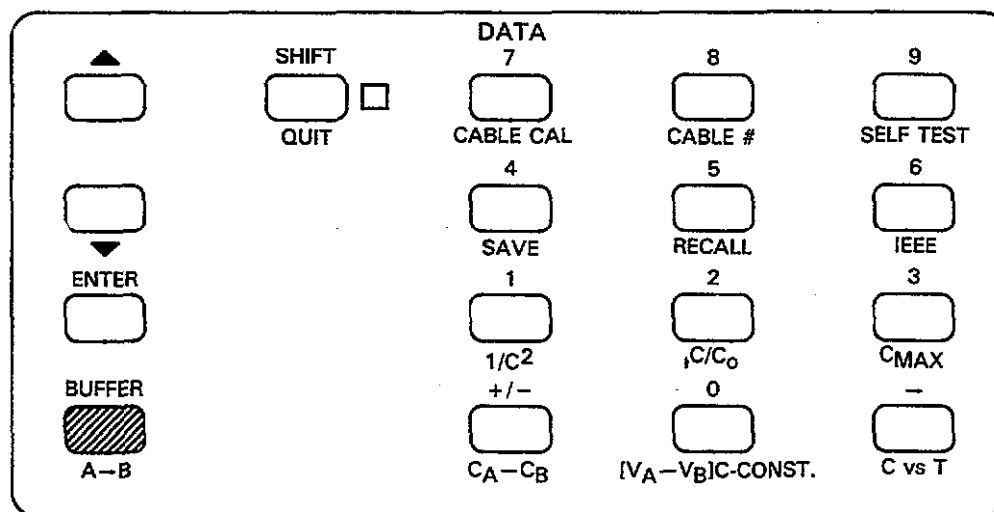 DATA
▲ SHIFT 7 8 9
QUIT CABLE CAL CABLE # SELF TEST
4 5 6
▼ SAVE RECALL IEEE
ENTER 1 2 3
1/C² C/C₀ CMAX
BUFFER +/− 0 →
A→B CA−CB [VA−VB]C-CONST. C vs T